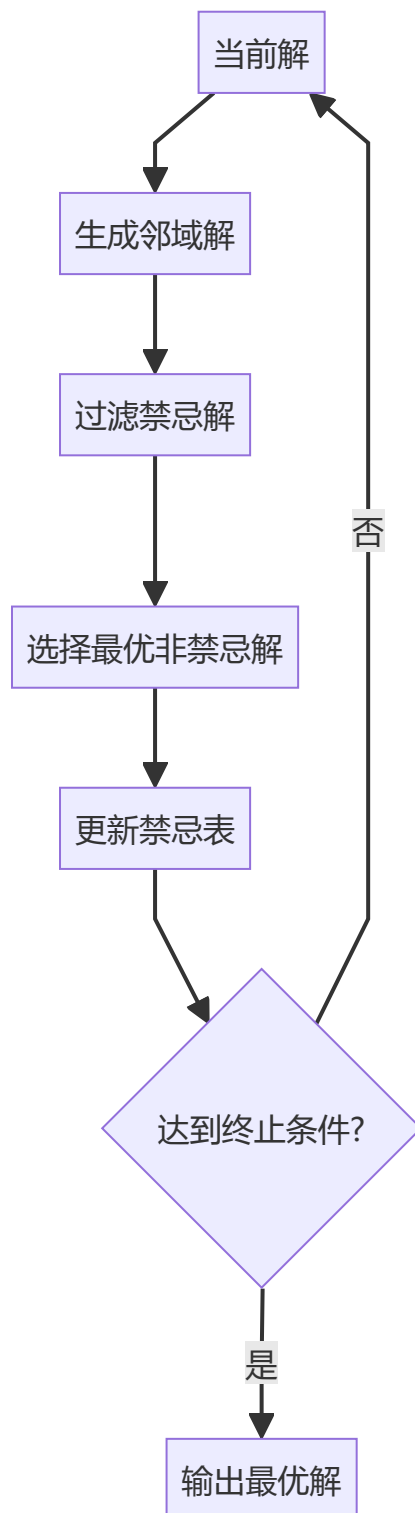 当前解
生成邻域解
过滤禁忌解
否
选择最优非禁忌解
更新禁忌表
达到终止条件?
是
输出最优解